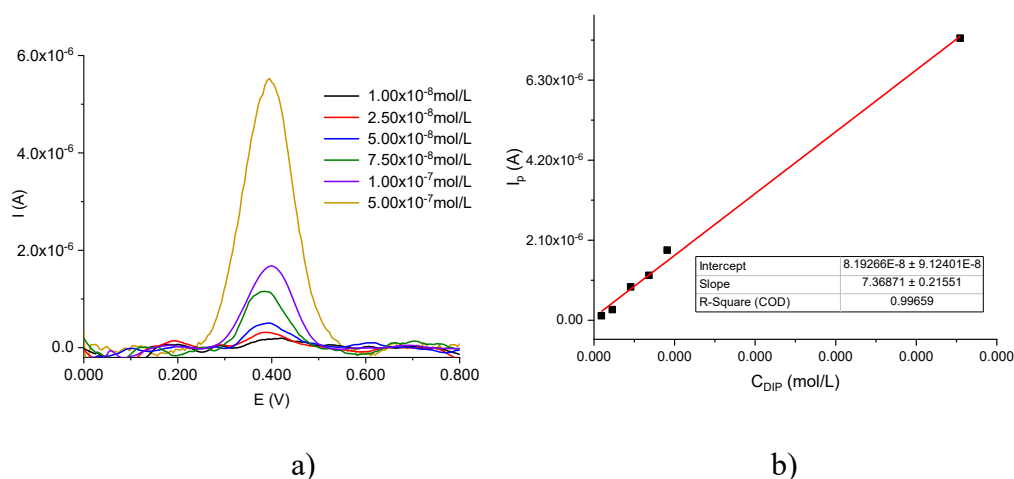 6.0x10⁻⁶
4.0x10⁻⁶
2.0x10⁻⁶
0.0
I (A)
0.000 0.200 0.400 0.600 0.800
E (V)
1.00x10⁻⁸mol/L
2.50x10⁻⁸mol/L
5.00x10⁻⁸mol/L
7.50x10⁻⁸mol/L
1.00x10⁻⁷mol/L
5.00x10⁻⁷mol/L
a)
6.30x10⁻⁶
4.20x10⁻⁶
2.10x10⁻⁶
0.00
Iₚ (A)
Intercept 8.19266E-8 ± 9.12401E-8
Slope 7.36871 ± 0.21551
R-Square (COD) 0.99659
0.000 0.000 0.000 0.000 0.000 0.000
C_DIP (mol/L)
b)